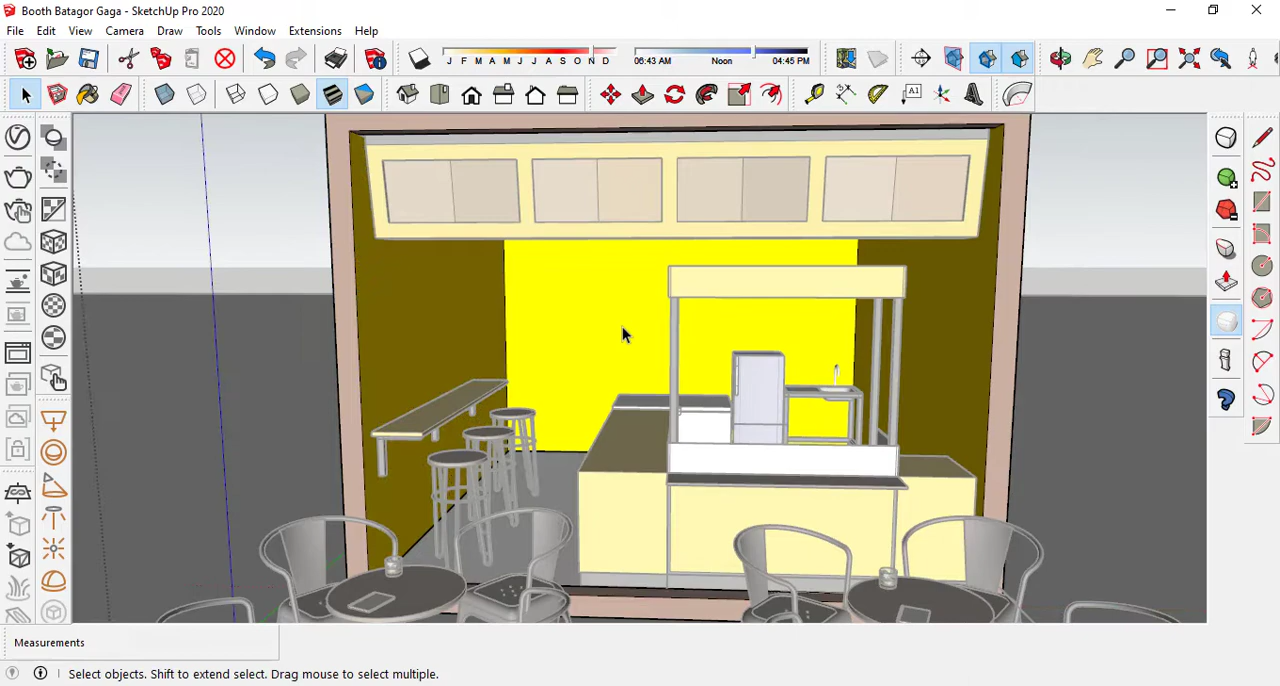 Booth Batagor Gaga - SketchUp Pro 2020
File Edit View Camera Draw Tools Window Extensions Help
J F M A M J J A S O N D 06:43 AM Noon 04:45 PM
A1
Measurements
Select objects. Shift to extend select. Drag mouse to select multiple.